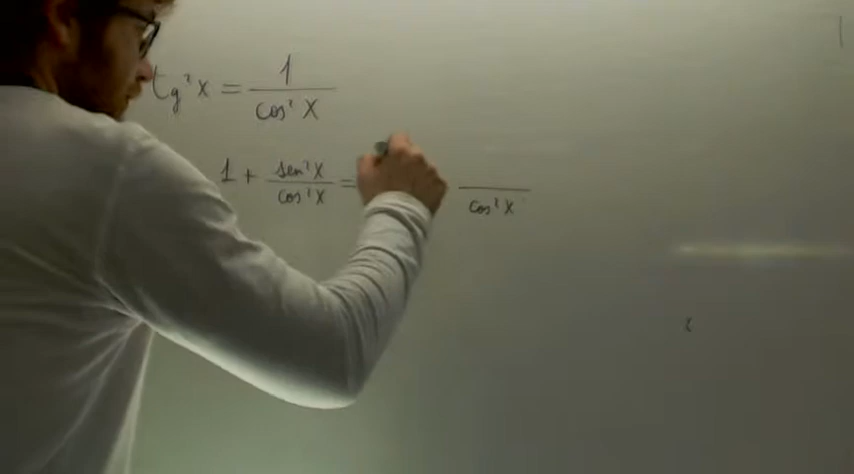 tg²x = 1/cos²x
1 + sen²x/cos²x = /cos²x